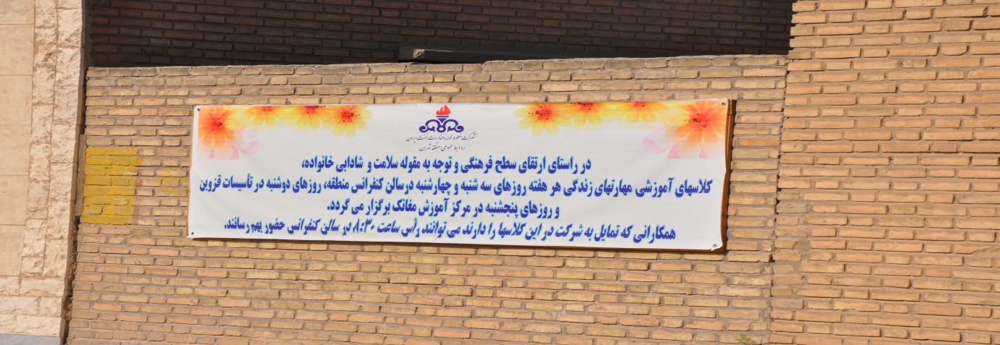 شرکت خطوط لوله و مخابرات نفت ایران
روابط عمومی منطقه تهران
در راستای ارتقای سطح فرهنگی و توجه به مقوله سلامت و شادابی خانواده،
کلاسهای آموزشی مهارتهای زندگی هر هفته روزهای سه شنبه و چهارشنبه درسالن کنفرانس منطقه، روزهای دوشنبه در تأسیسات قزوین
و روزهای پنجشنبه در مرکز آموزش مغانک برگزار می گردد.
همکارانی که تمایل به شرکت در این کلاسها را دارند می توانند رأس ساعت ۸:۳۰ در سالن کنفرانس حضور بهم رسانند.